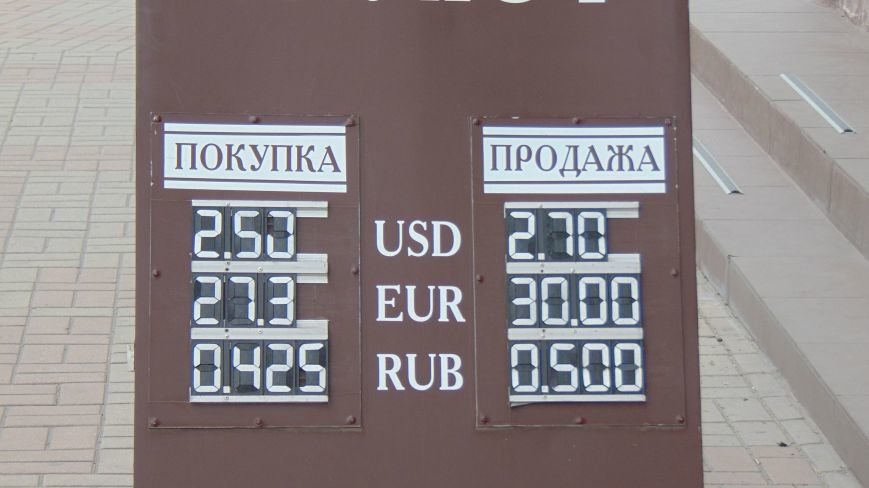 ПОКУПКА ПРОДАЖА
2.50 USD 2.70
27.3 EUR 30.00
0.425 RUB 0.500